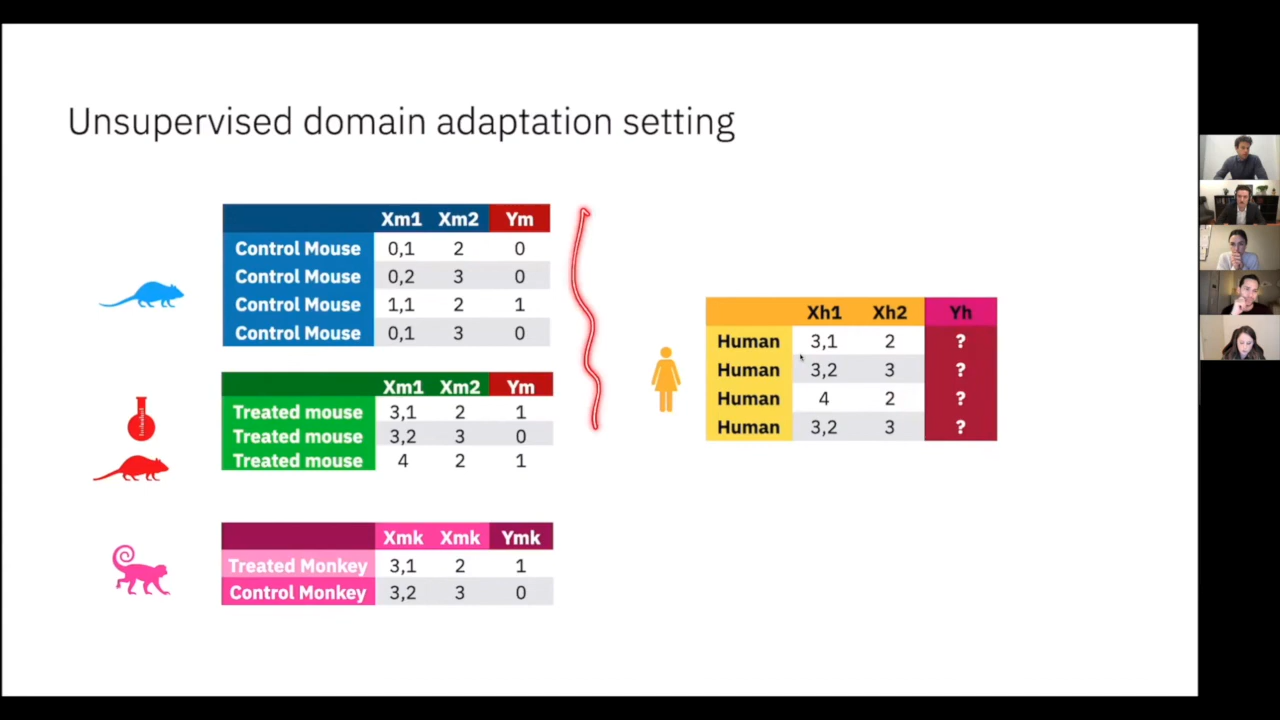 Unsupervised domain adaptation setting
Xm1 Xm2 Ym
Control Mouse 0,1 2 0
Control Mouse 0,2 3 0
Control Mouse 1,1 2 1
Control Mouse 0,1 3 0
Xm1 Xm2 Ym
Treated mouse 3,1 2 1
Treated mouse 3,2 3 0
Treated mouse 4 2 1
Xmk Xmk Ymk
Treated Monkey 3,1 2 1
Control Monkey 3,2 3 0
Xh1 Xh2 Yh
Human 3,1 2 ?
Human 3,2 3 ?
Human 4 2 ?
Human 3,2 3 ?